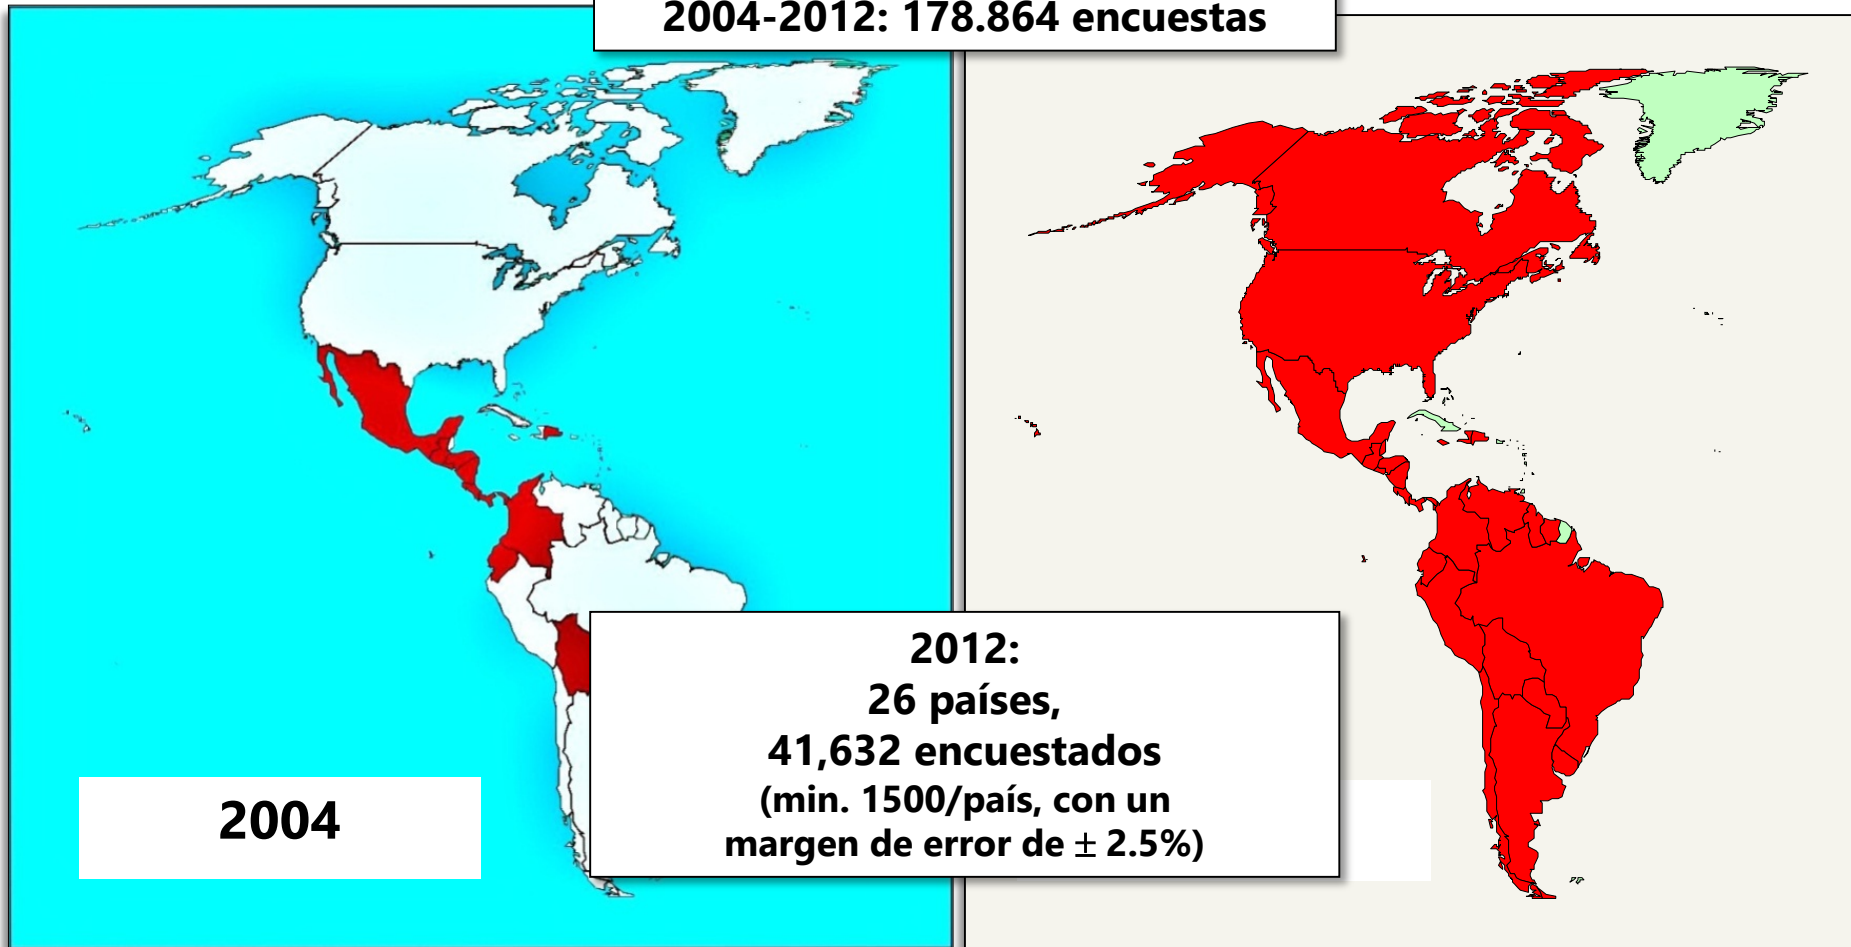 2004-2012: 178.864 encuestas
2012:
26 países,
41,632 encuestados
(min. 1500/país, con un
margen de error de ± 2.5%)
2004